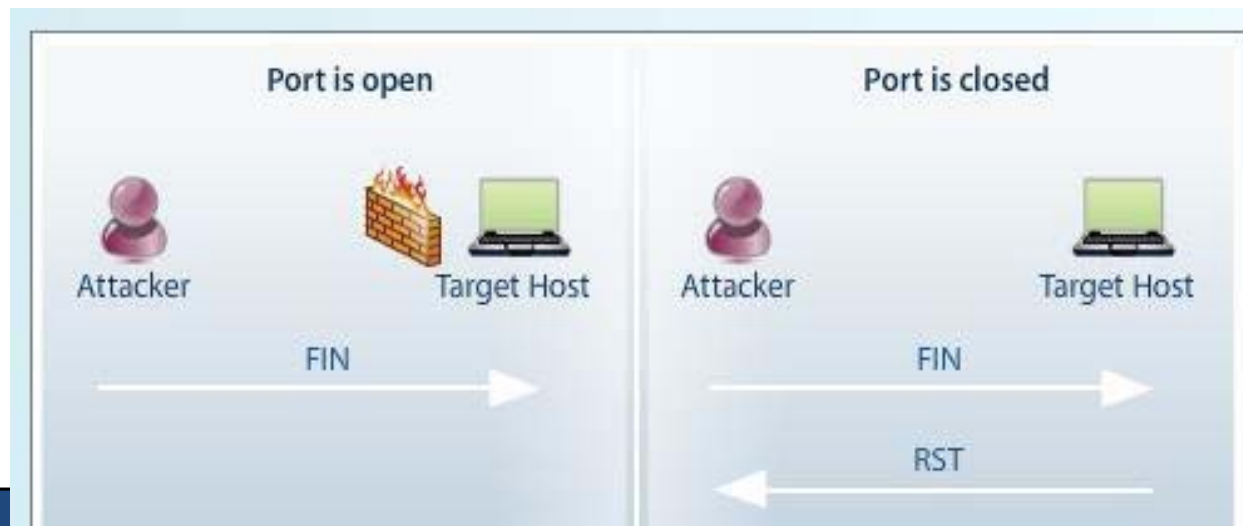 Port is open
Attacker
Target Host
FIN
Port is closed
Attacker
Target Host
FIN
RST